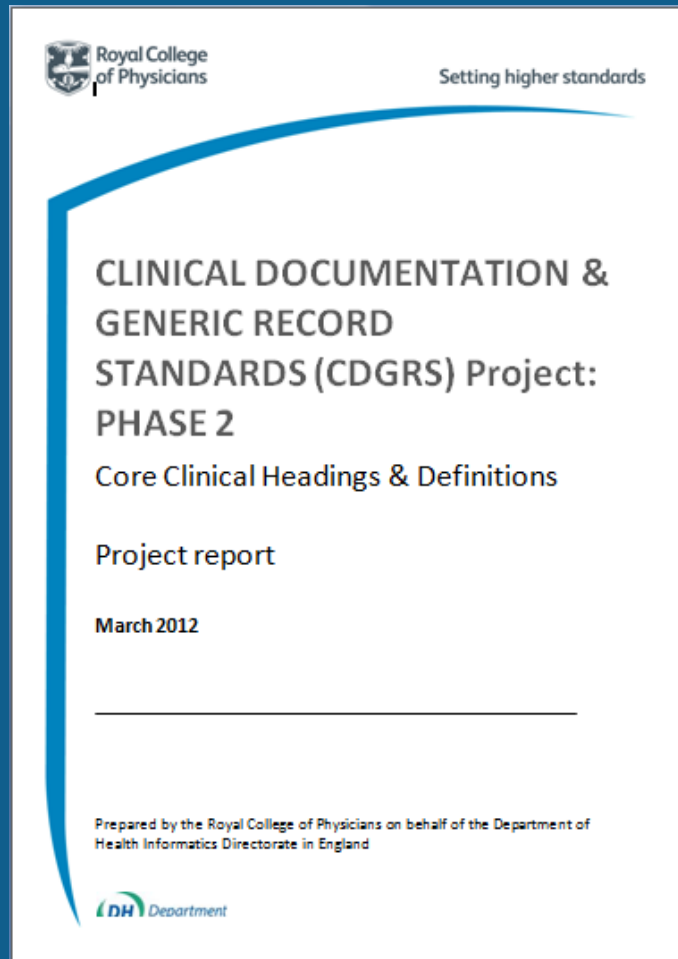 Royal College
of Physicians
Setting higher standards
CLINICAL DOCUMENTATION &
GENERIC RECORD
STANDARDS (CDGRS) Project:
PHASE 2
Core Clinical Headings & Definitions
Project report
March 2012
Prepared by the Royal College of Physicians on behalf of the Department of
Health Informatics Directorate in England
DH Department